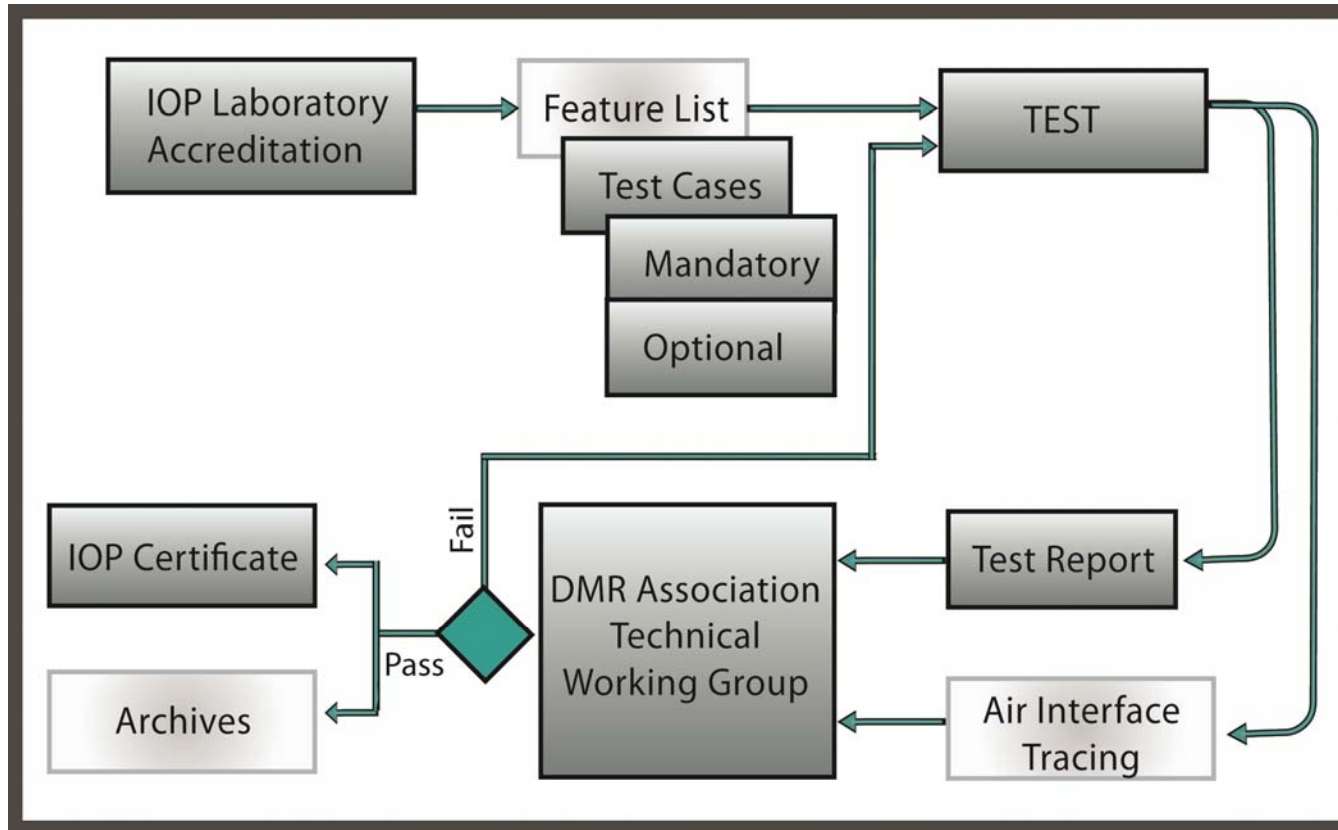 IOP Laboratory
Accreditation
Feature List
TEST
Test Cases
Mandatory
Optional
Fail
IOP Certificate
DMR Association
Technical
Working Group
Test Report
Pass
Archives
Air Interface
Tracing